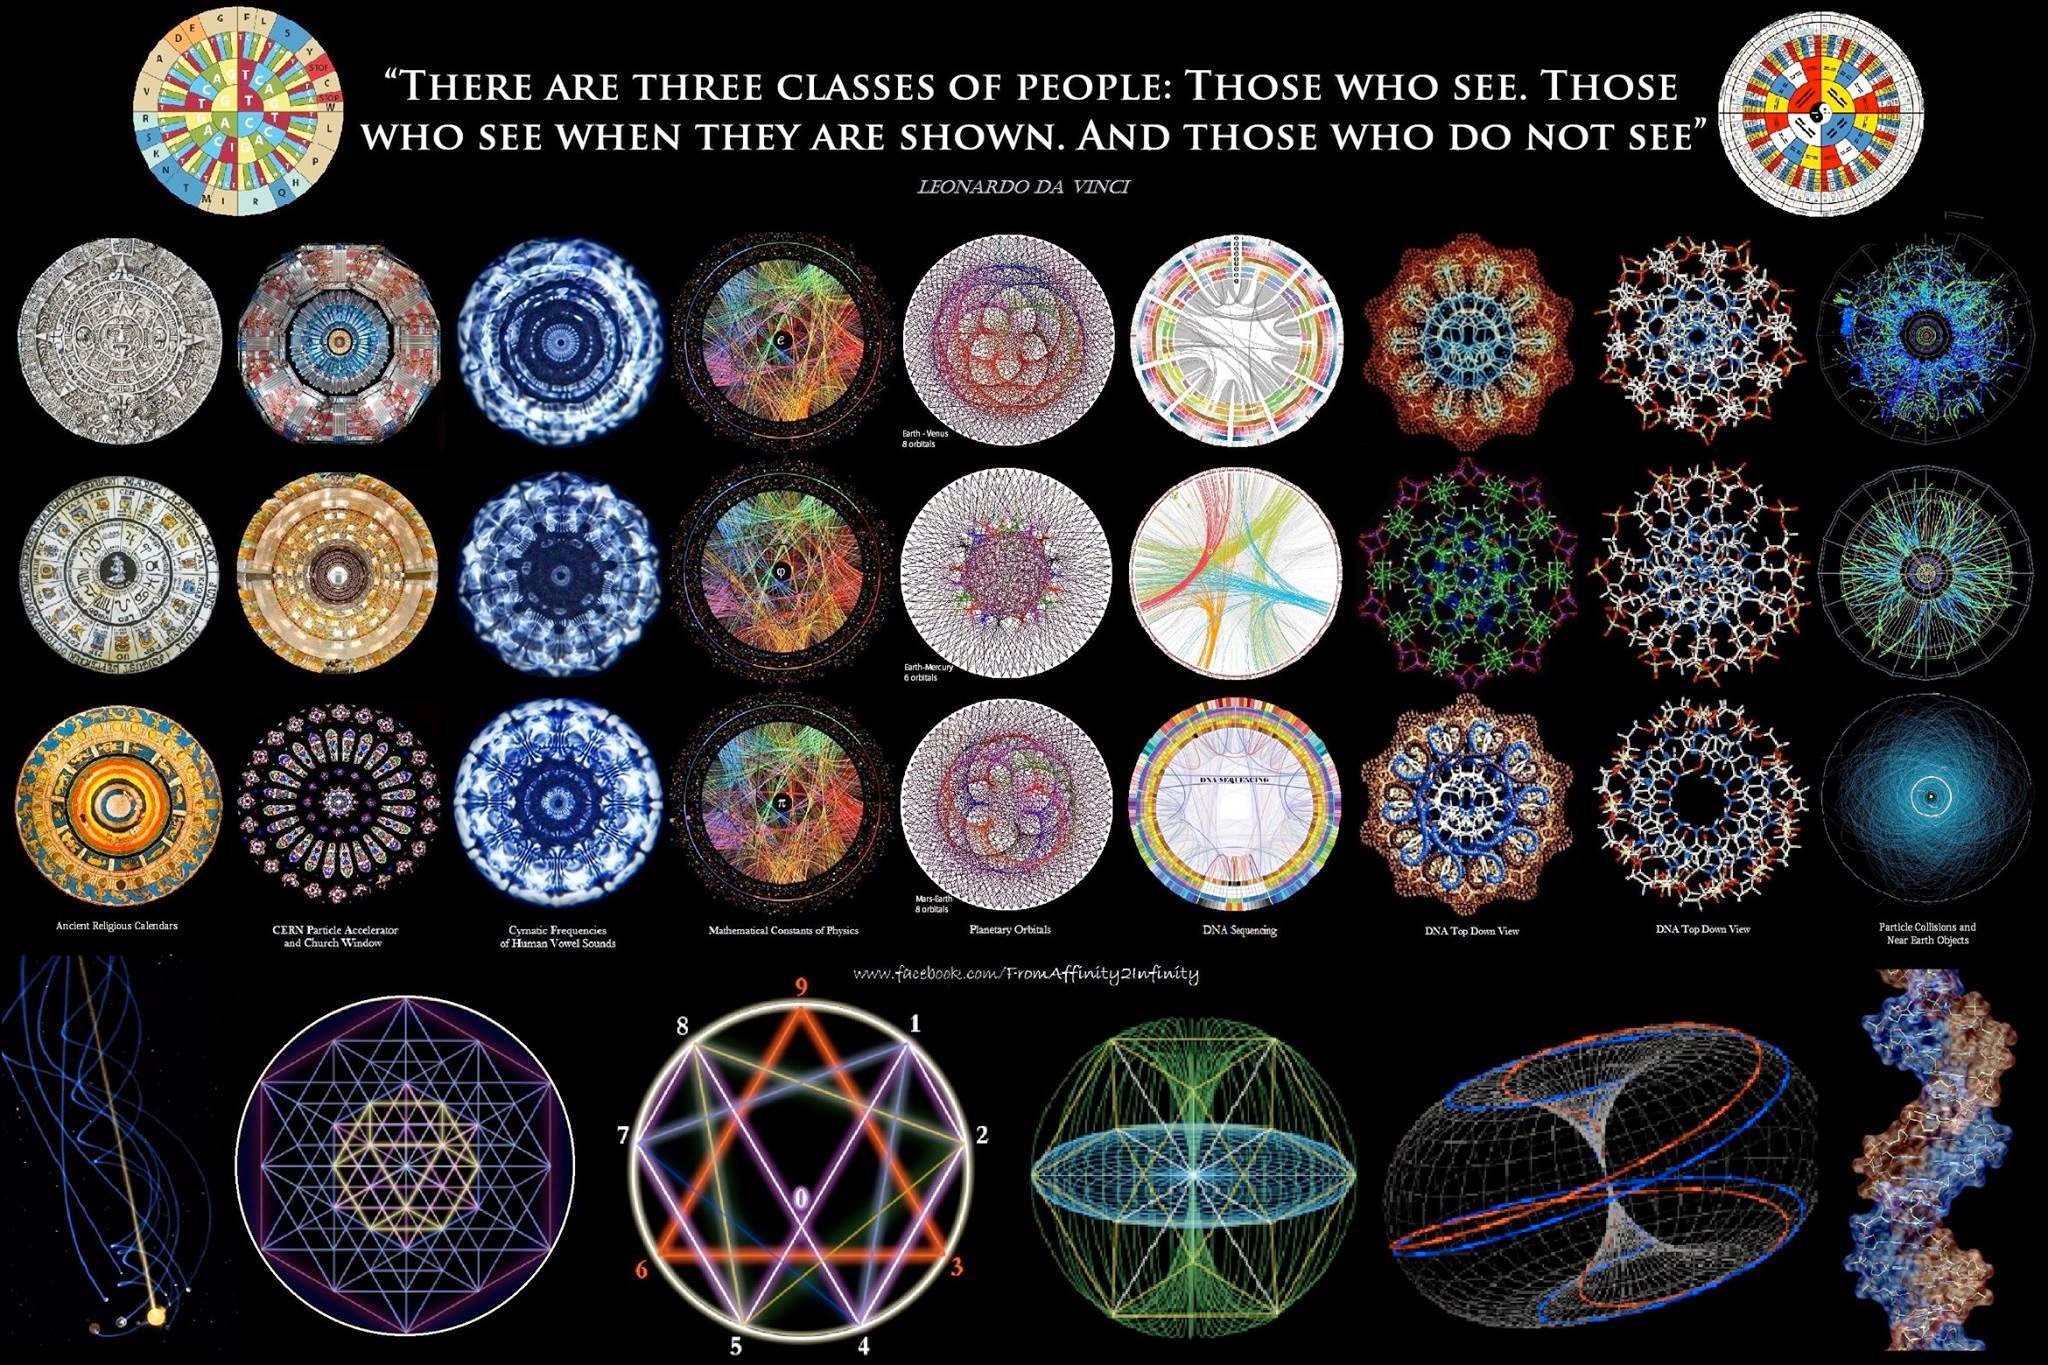 “THERE ARE THREE CLASSES OF PEOPLE: THOSE WHO SEE. THOSE
WHO SEE WHEN THEY ARE SHOWN. AND THOSE WHO DO NOT SEE”
LEONARDO DA VINCI
G F L S Y STOP C STOP W L P H Q R I M T N K S R V A D E
e
Earth - Venus
8 orbitals
φ
Earth-Mercury
6 orbitals
π
Mars-Earth
8 orbitals
DNA SEQUENCING
Ancient Religious Calendars
CERN Particle Accelerator
and Church Window
Cymatic Frequencies
of Human Vowel Sounds
Mathematical Constants of Physics
Planetary Orbitals
DNA Sequencing
DNA Top Down View
DNA Top Down View
Particle Collisions and
Near Earth Objects
www.facebook.com/FromAffinity2Infinity
9
8 1
7 2
0
6 3
5 4